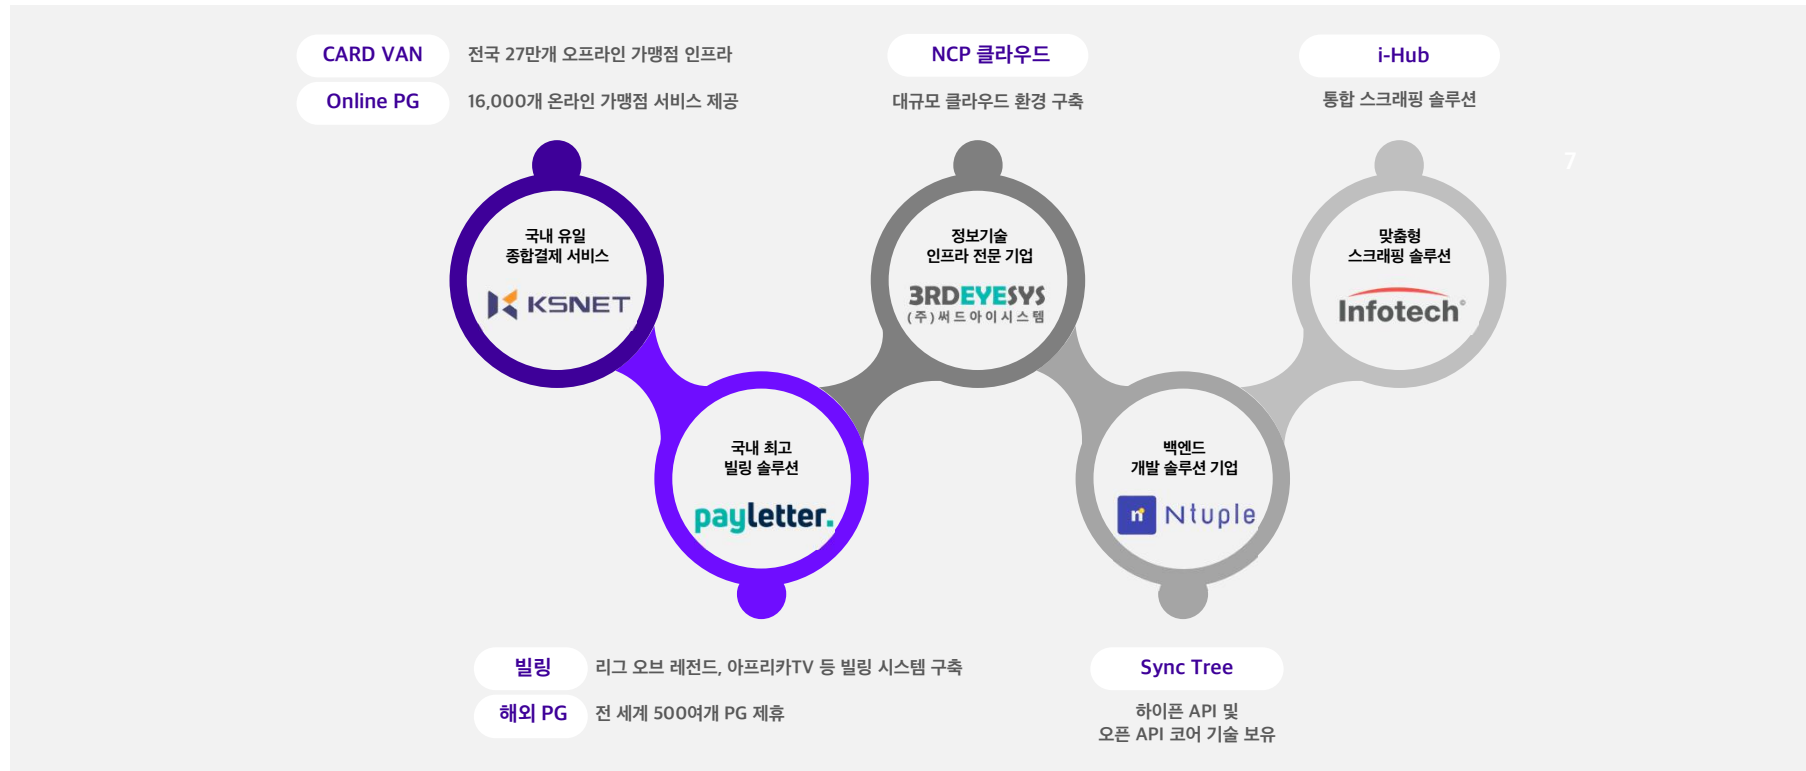 CARD VAN
전국 27만개 오프라인 가맹점 인프라
Online PG
16,000개 온라인 가맹점 서비스 제공
NCP 클라우드
대규모 클라우드 환경 구축
i-Hub
통합 스크래핑 솔루션
7
국내 유일
종합결제 서비스
KSNET
정보기술
인프라 전문 기업
3RDEYESYS
(주)써드아이시스템
맞춤형
스크래핑 솔루션
Infotech
국내 최고
빌링 솔루션
payletter.
백엔드
개발 솔루션 기업
n Ntuple
빌링
리그 오브 레전드, 아프리카TV 등 빌링 시스템 구축
해외 PG
전 세계 500여개 PG 제휴
Sync Tree
하이픈 API 및
오픈 API 코어 기술 보유